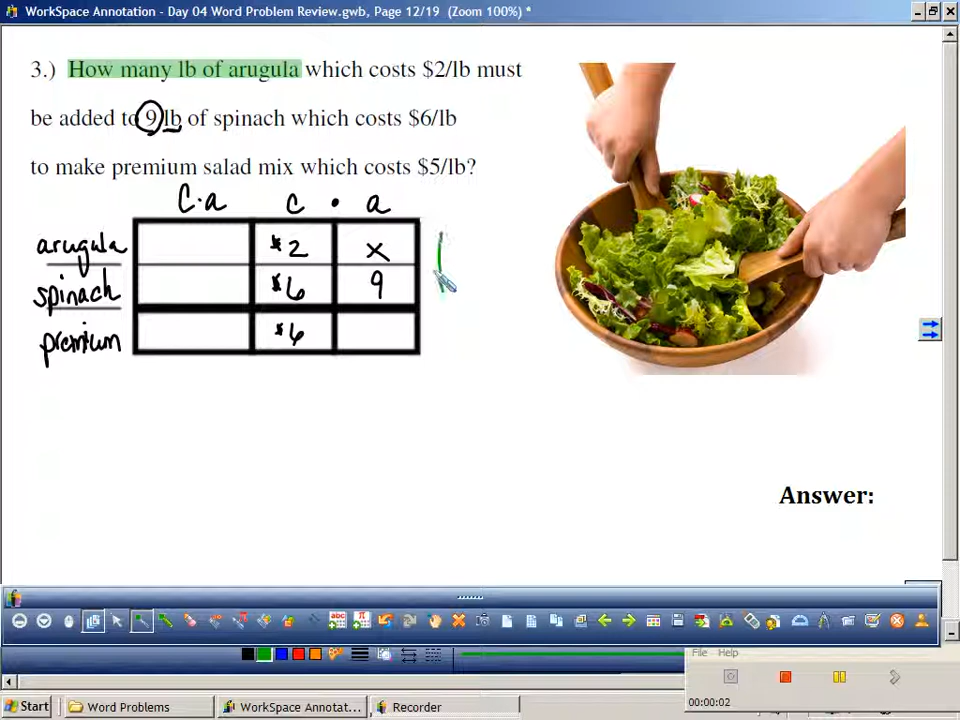 WorkSpace Annotation - Day 04 Word Problem Review.gwb, Page 12/19 (Zoom 100%) *
3.) How many lb of arugula which costs $2/lb must
be added to 9 lb of spinach which costs $6/lb
to make premium salad mix which costs $5/lb?
C·a c • a
arugula $2 x
spinach $6 9
premium $6
Answer:
File Help
00:00:02
Start Word Problems WorkSpace Annotat... Recorder